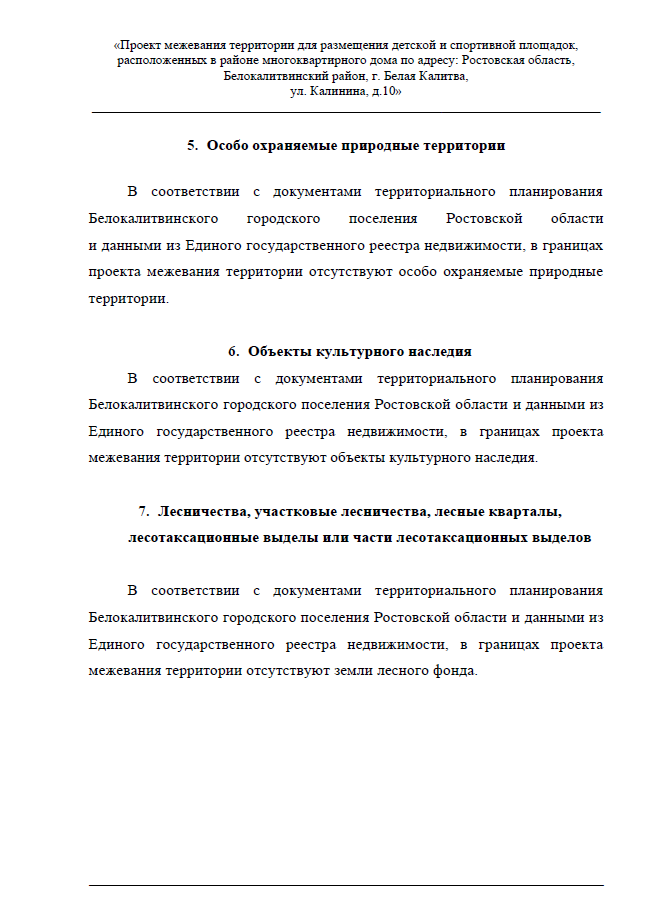 «Проект межевания территории для размещения детской и спортивной площадок,
расположенных в районе многоквартирного дома по адресу: Ростовская область,
Белокалитвинский район, г. Белая Калитва,
ул. Калинина, д.10»
5. Особо охраняемые природные территории
В соответствии с документами территориального планирования
Белокалитвинского городского поселения Ростовской области
и данными из Единого государственного реестра недвижимости, в границах
проекта межевания территории отсутствуют особо охраняемые природные
территории.
6. Объекты культурного наследия
В соответствии с документами территориального планирования
Белокалитвинского городского поселения Ростовской области и данными из
Единого государственного реестра недвижимости, в границах проекта
межевания территории отсутствуют объекты культурного наследия.
7. Лесничества, участковые лесничества, лесные кварталы,
лесотаксационные выделы или части лесотаксационных выделов
В соответствии с документами территориального планирования
Белокалитвинского городского поселения Ростовской области и данными из
Единого государственного реестра недвижимости, в границах проекта
межевания территории отсутствуют земли лесного фонда.